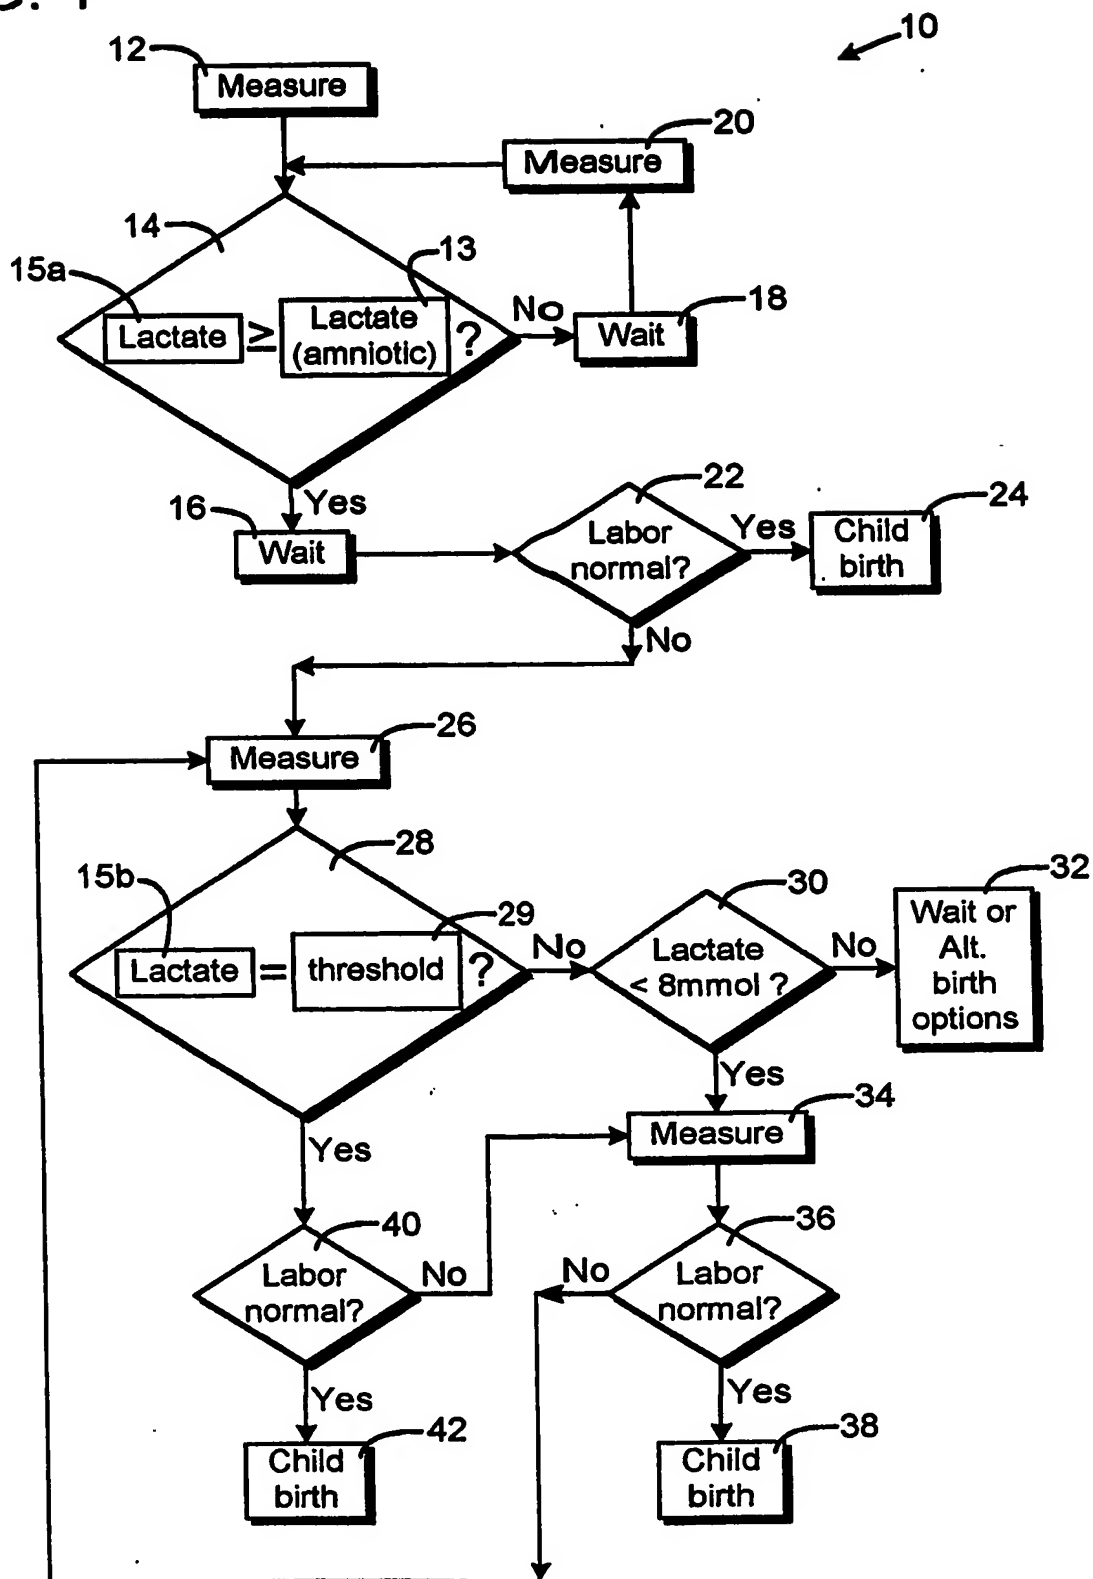 10
12
Measure
20
Measure
14
13
15a
Lactate ≥ Lactate (amniotic) ?
No
18
Wait
Yes
16
Wait
22
Labor
normal?
Yes
24
Child
birth
No
26
Measure
28
15b
29
Lactate = threshold ?
No
30
Lactate
< 8mmol ?
No
32
Wait or
Alt.
birth
options
Yes
34
Measure
Yes
40
Labor
normal?
No
36
Labor
normal?
No
Yes
42
Child
birth
Yes
38
Child
birth